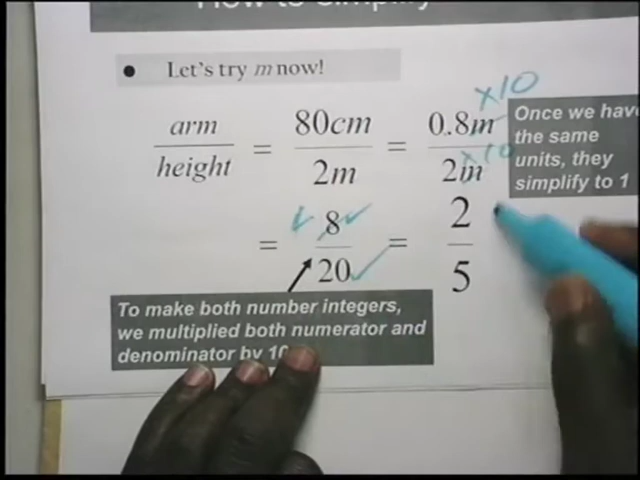 How to Simplify
• Let's try m now!
arm/height = 80cm/2m = 0.8m/2m
×10
×10
Once we have
the same
units, they
simplify to 1
= 8/20 = 2/5
To make both number integers,
we multiplied both numerator and
denominator by